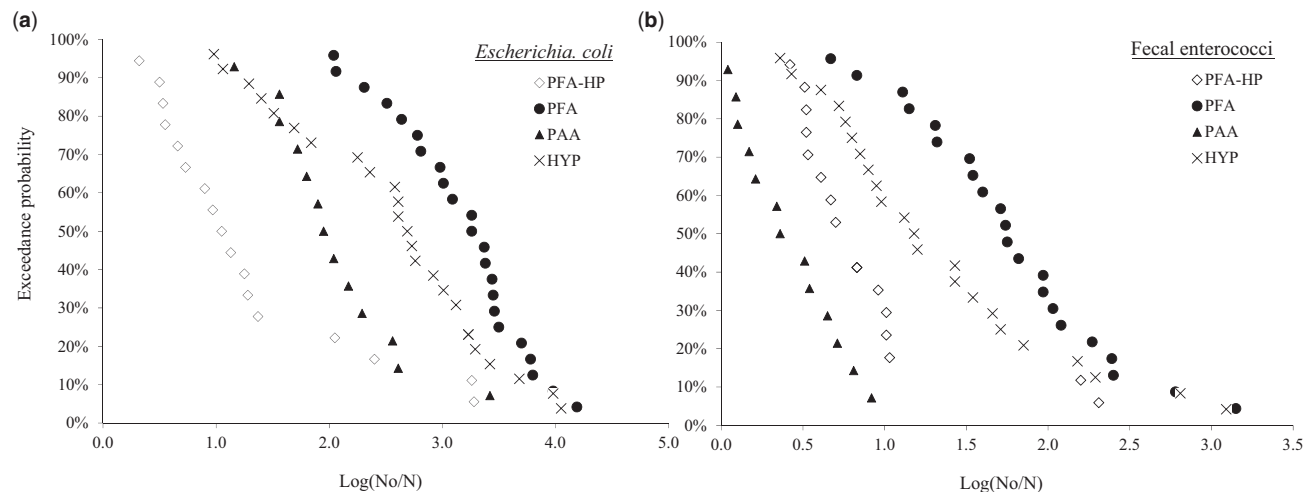 (a)
Escherichia. coli
PFA-HP
PFA
PAA
HYP
100%
90%
80%
70%
60%
50%
40%
30%
20%
10%
0%
Exceedance probability
0.0 1.0 2.0 3.0 4.0 5.0
Log(No/N)
(b)
Fecal enterococci
PFA-HP
PFA
PAA
HYP
100%
90%
80%
70%
60%
50%
40%
30%
20%
10%
0%
0.0 0.5 1.0 1.5 2.0 2.5 3.0 3.5
Log(No/N)